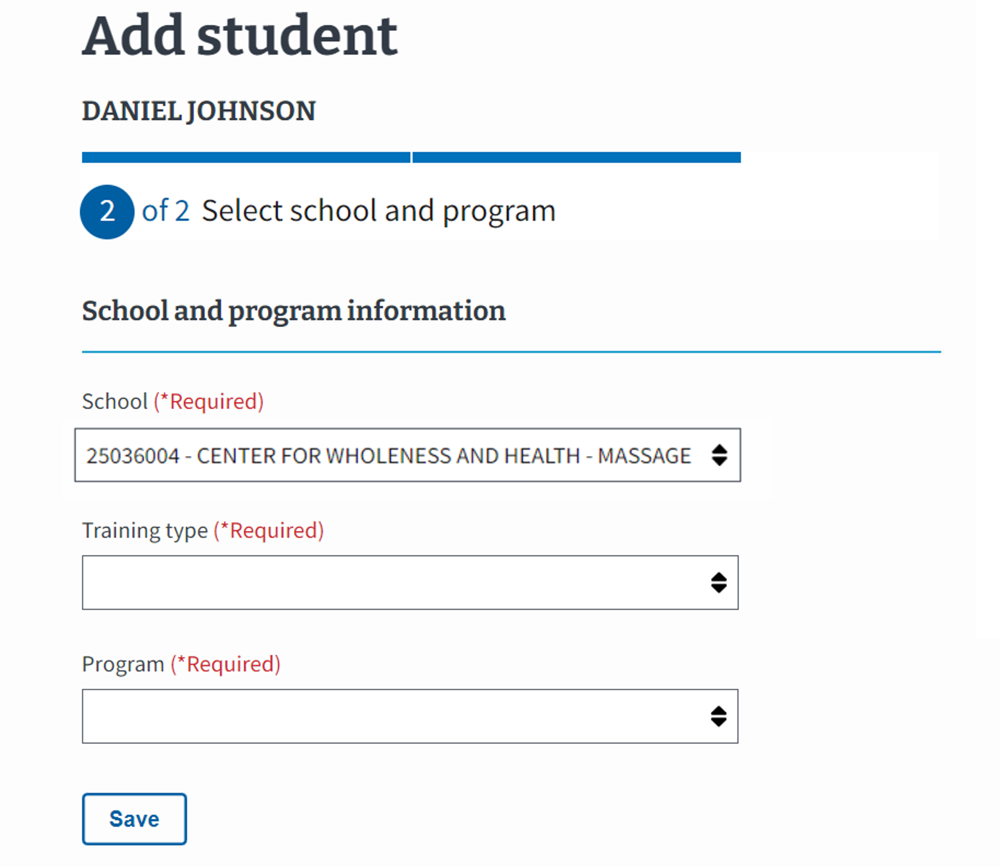 Add student
DANIEL JOHNSON
2 of 2 Select school and program
School and program information
School (*Required)
25036004 - CENTER FOR WHOLENESS AND HEALTH - MASSAGE
Training type (*Required)
Program (*Required)
Save